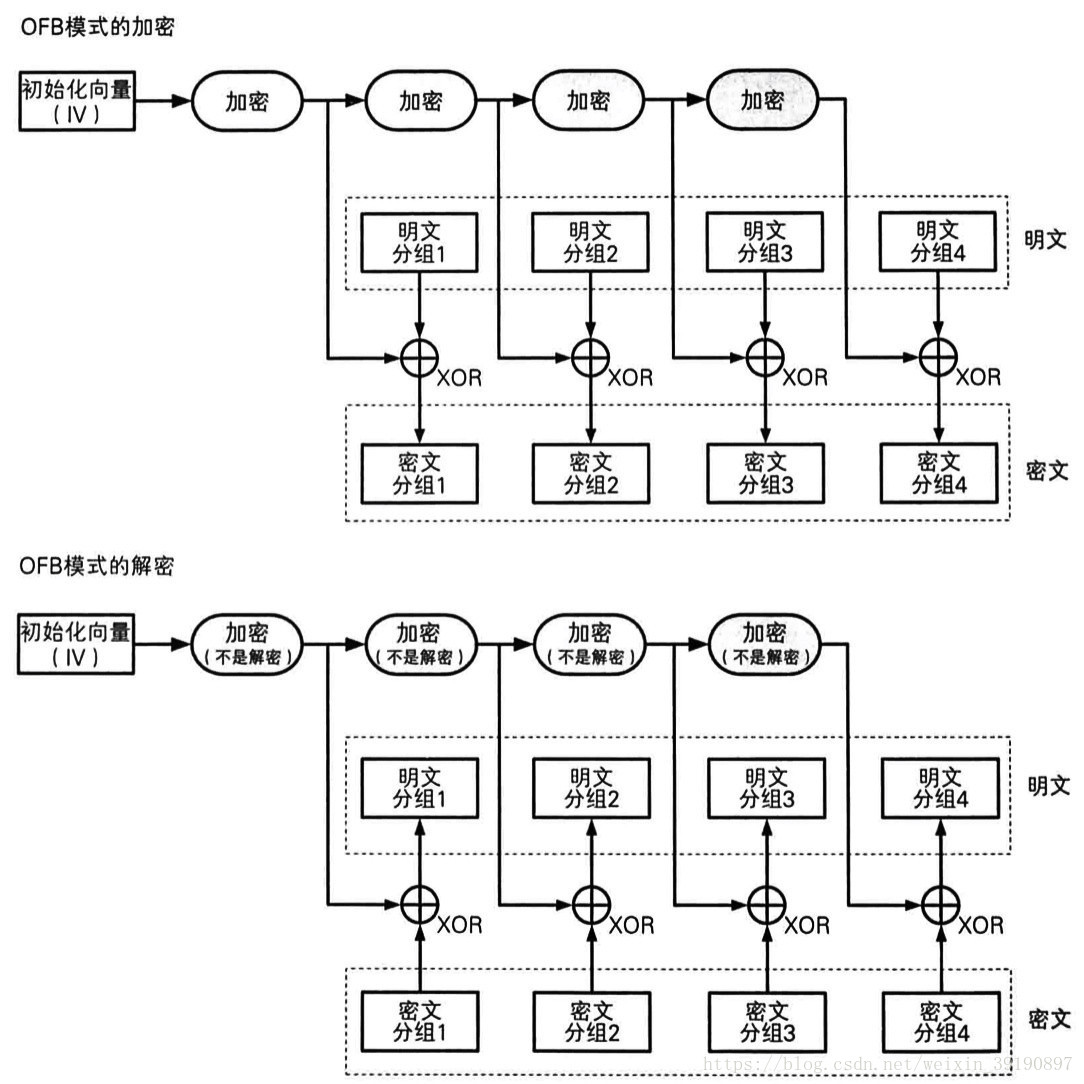 OFB模式的加密
初始化向量
(IV)
加密
加密
加密
加密
明文
分组1
明文
分组2
明文
分组3
明文
分组4
明文
XOR
XOR
XOR
XOR
密文
分组1
密文
分组2
密文
分组3
密文
分组4
密文
OFB模式的解密
初始化向量
(IV)
加密
(不是解密)
加密
(不是解密)
加密
(不是解密)
加密
(不是解密)
明文
分组1
明文
分组2
明文
分组3
明文
分组4
明文
XOR
XOR
XOR
XOR
密文
分组1
密文
分组2
密文
分组3
密文
分组4
密文
https://blog.csdn.net/weixin_39190897